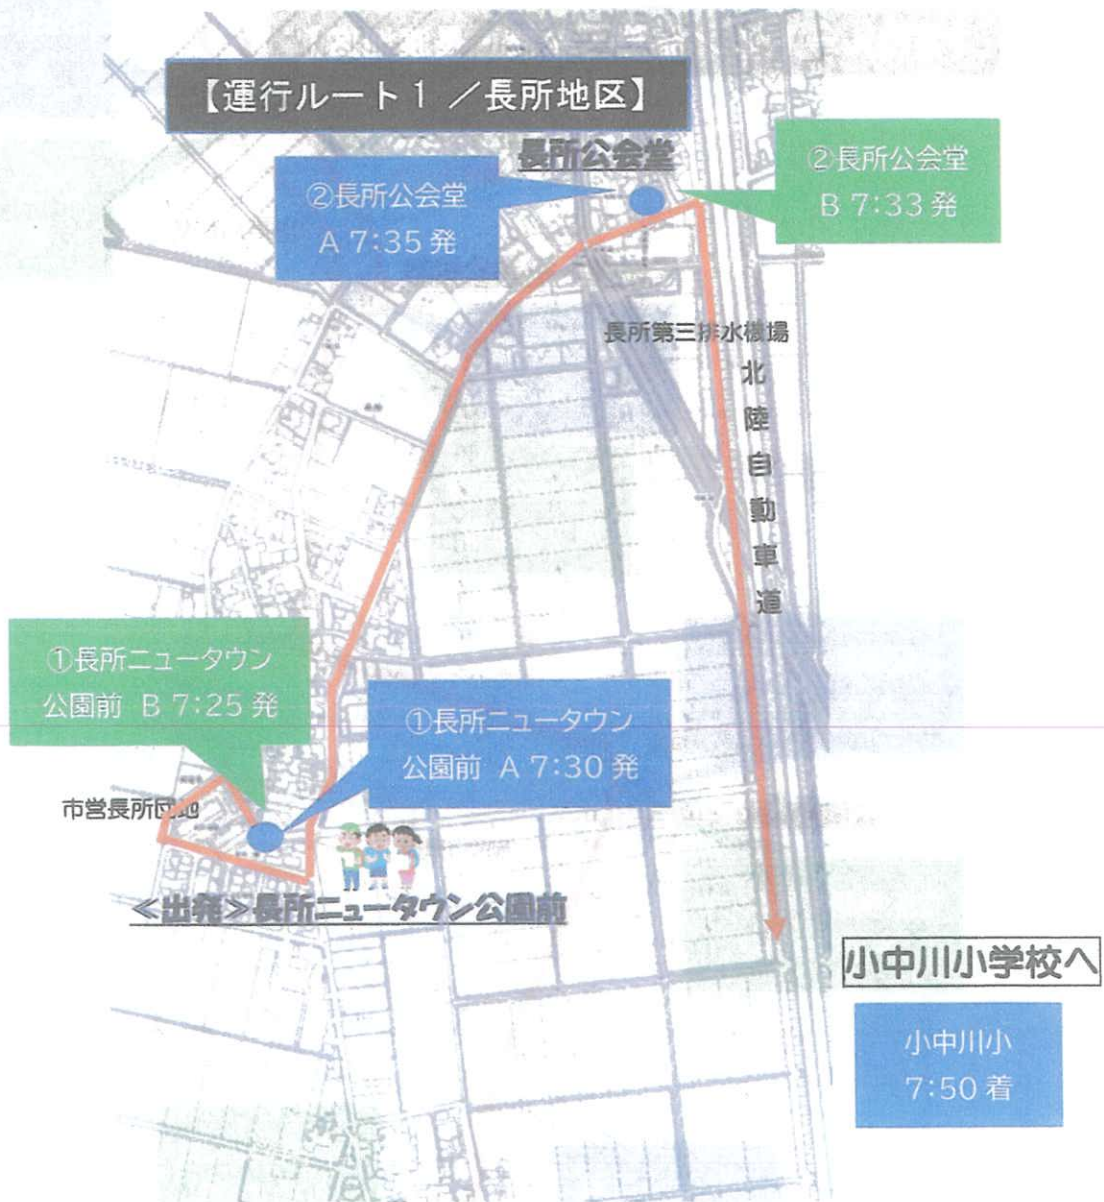 【運行ルート1 /長所地区】
長所公会堂
②長所公会堂
A 7:35 発
②長所公会堂
B 7:33 発
長所第三排水機場
北陸自動車道
①長所ニュータウン
公園前 B 7:25 発
①長所ニュータウン
公園前 A 7:30 発
市営長所団地
≪出発≫長所ニュータウン公園前
小中川小学校へ
小中川小
7:50 着